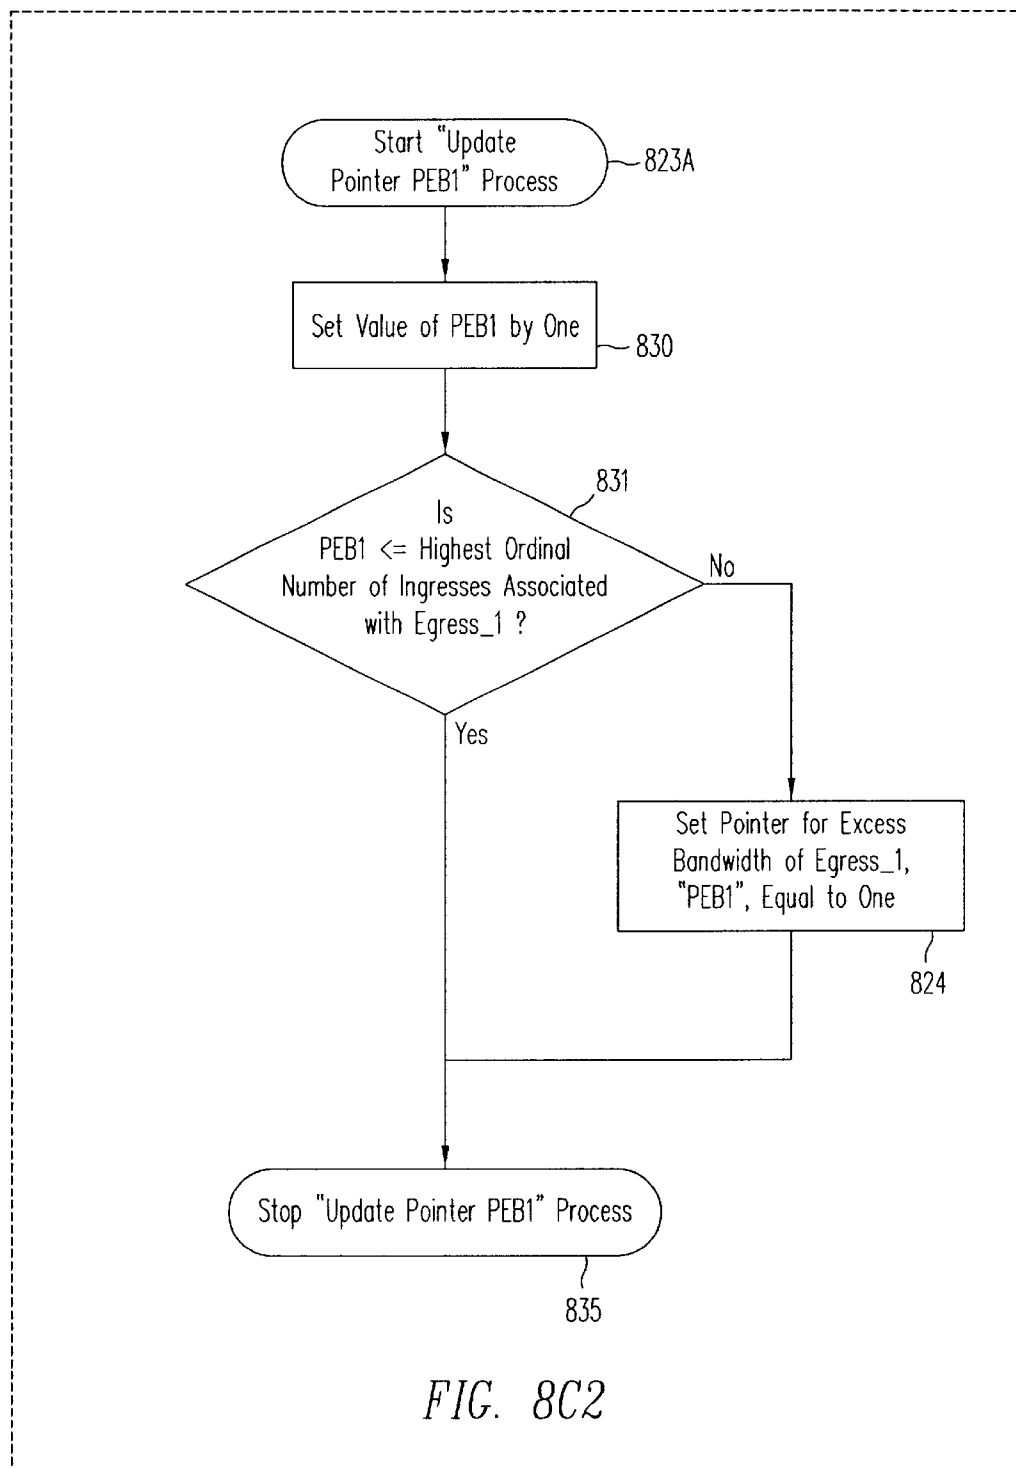 Start "Update
Pointer PEB1" Process
823A
Set Value of PEB1 by One
830
831
Is
PEB1 <= Highest Ordinal
Number of Ingresses Associated
with Egress_1 ?
No
Yes
Set Pointer for Excess
Bandwidth of Egress_1,
"PEB1", Equal to One
824
Stop "Update Pointer PEB1" Process
835
FIG. 8C2